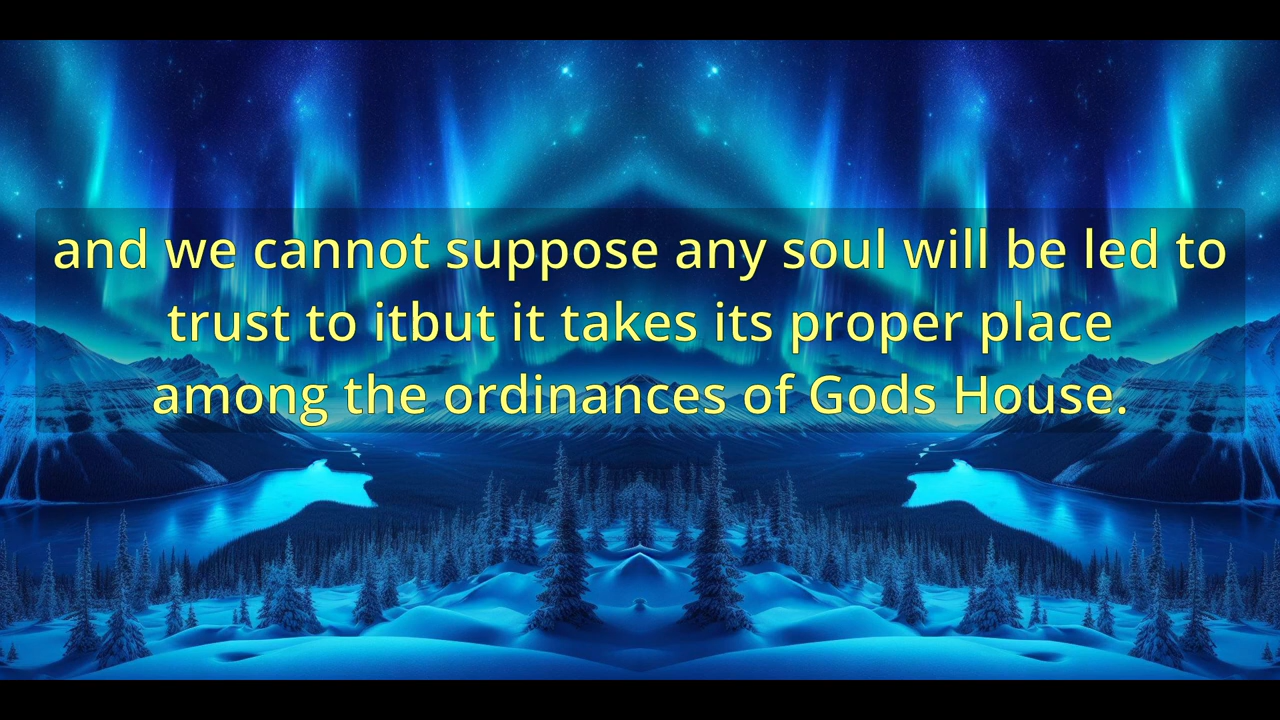 and we cannot suppose any soul will be led to
trust to itbut it takes its proper place
among the ordinances of Gods House.